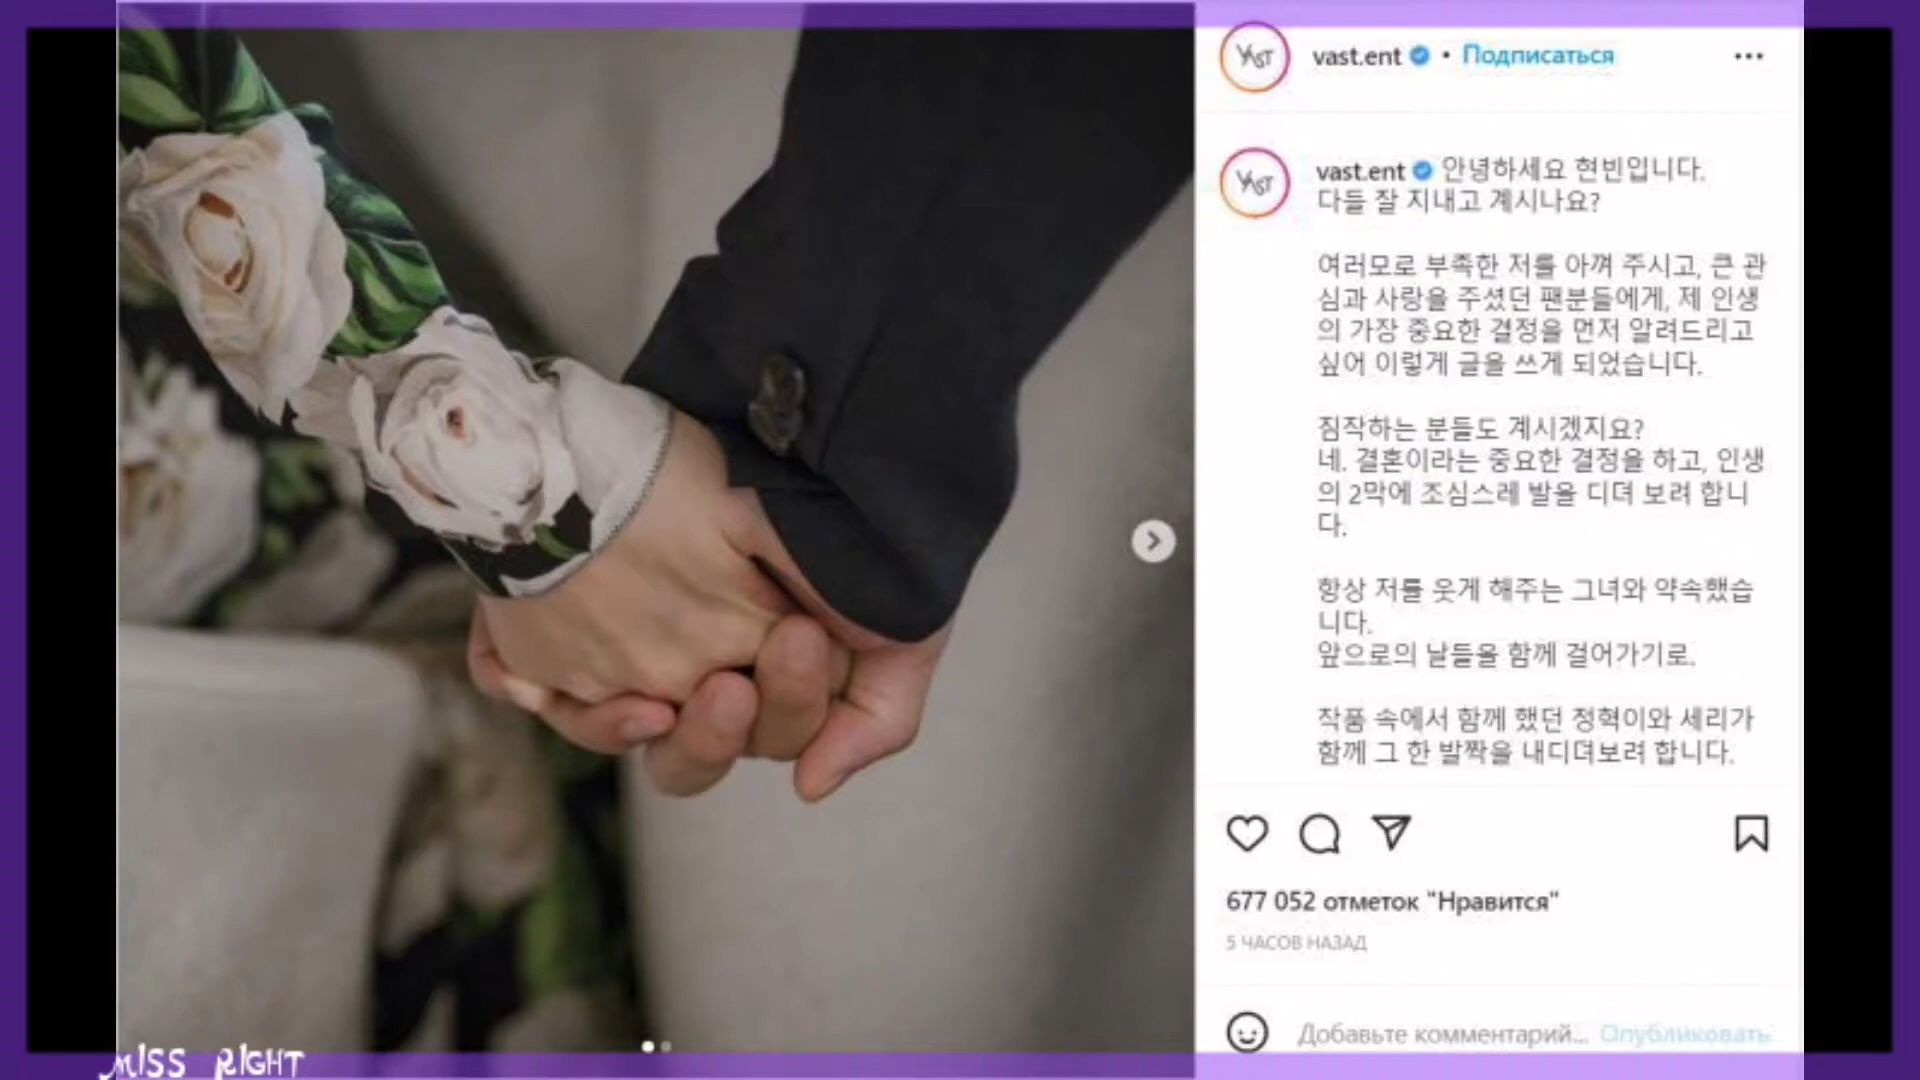 vast.ent • Подписаться
vast.ent 안녕하세요 현빈입니다.
다들 잘 지내고 계시나요?
여러모로 부족한 저를 아껴 주시고, 큰 관
심과 사랑을 주셨던 팬분들에게, 제 인생
의 가장 중요한 결정을 먼저 알려드리고
싶어 이렇게 글을 쓰게 되었습니다.
짐작하는 분들도 계시겠지요?
네. 결혼이라는 중요한 결정을 하고, 인생
의 2막에 조심스레 발을 디뎌 보려 합니
다.
항상 저를 웃게 해주는 그녀와 약속했습
니다.
앞으로의 날들을 함께 걸어가기로.
작품 속에서 함께 했던 정혁이와 세리가
함께 그 한 발짝을 내디뎌보려 합니다.
677 052 отметок "Нравится"
5 ЧАСОВ НАЗАД
Добавьте комментарий... Опубликовать
MISS RIGHT
VAST
VAST